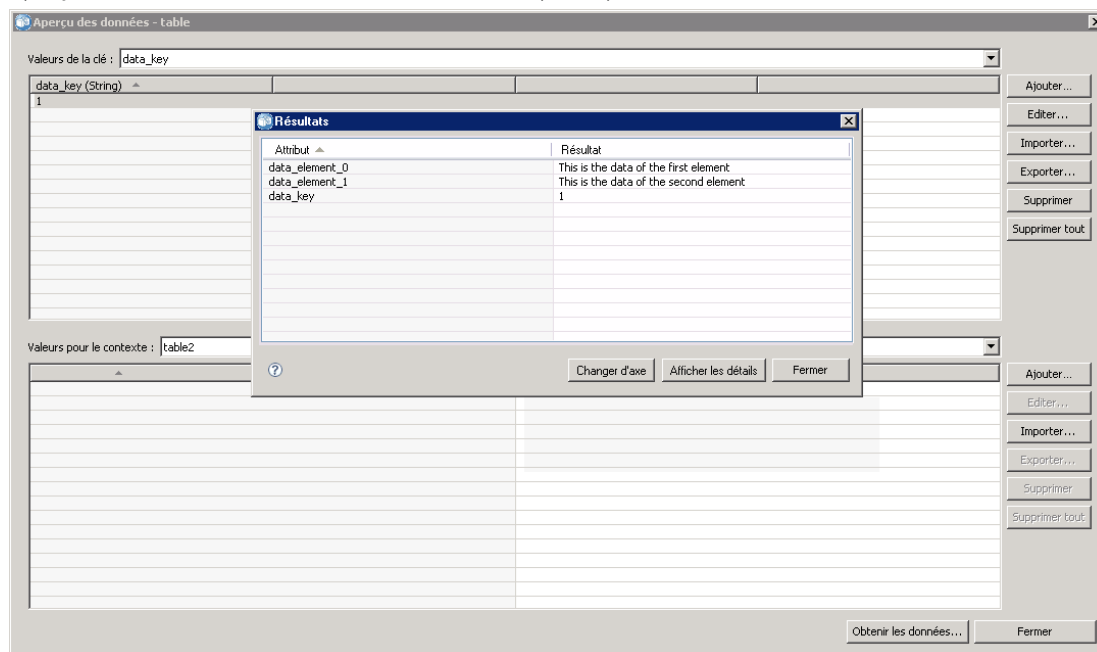 Aperçu des données - table
Valeurs de la clé : data_key
data_key (String)
1
Ajouter...
Editer...
Importer...
Exporter...
Supprimer
Supprimer tout
Résultats
Attribut Résultat
data_element_0 This is the data of the first element
data_element_1 This is the data of the second element
data_key 1
Changer d'axe Afficher les détails Fermer
Valeurs pour le contexte : table2
Ajouter...
Editer...
Importer...
Exporter...
Supprimer
Supprimer tout
Obtenir les données... Fermer